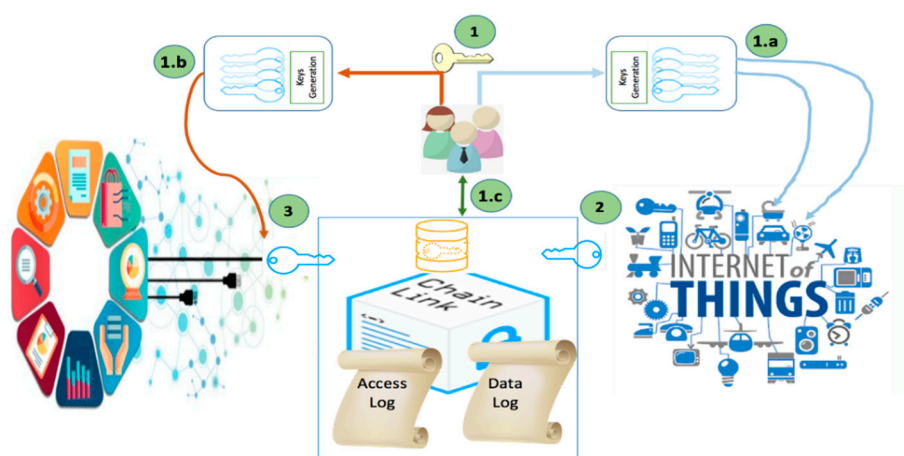 1
1.a
1.b
Keys
Generation
Keys
Generation
1.c
2
3
Chain
Link
INTERNET of
THINGS
Access
Log
Data
Log